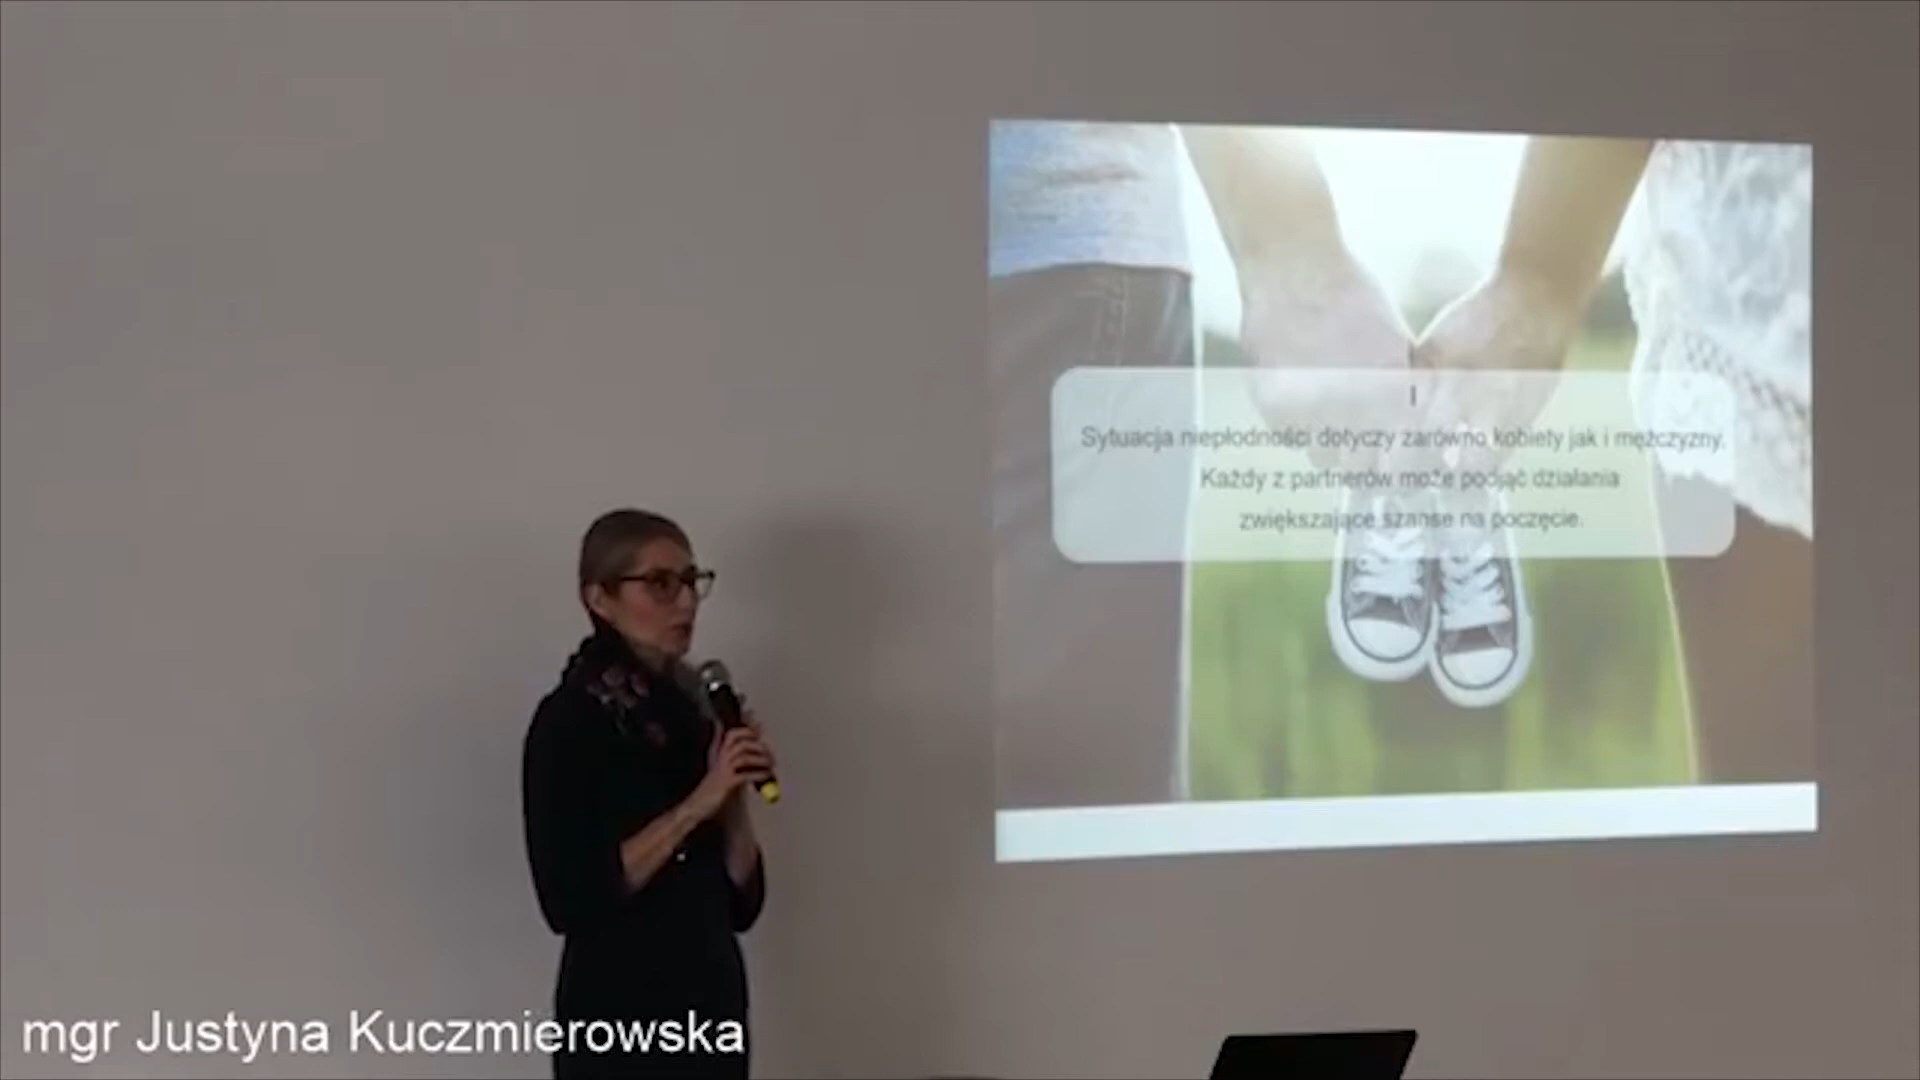 I
Sytuacja niepłodności dotyczy zarówno kobiety jak i mężczyzny.
Każdy z partnerów może podjąć działania
zwiększające szanse na poczęcie.
mgr Justyna Kuczmierowska